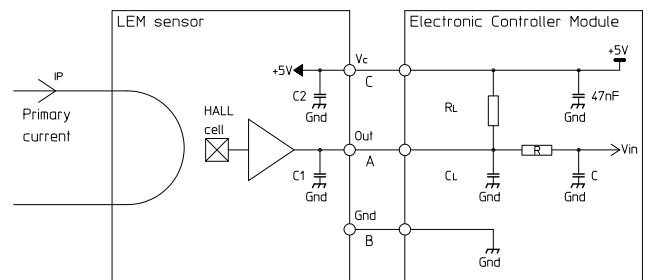 LEM sensor
Electronic Controller Module
IP
Primary
current
HALL
cell
+5V
Vc
C
C2
Gnd
Out
A
C1
Gnd
Gnd
B
+5V
RL
47nF
Gnd
R
Vin
CL
Gnd
C
Gnd
Gnd